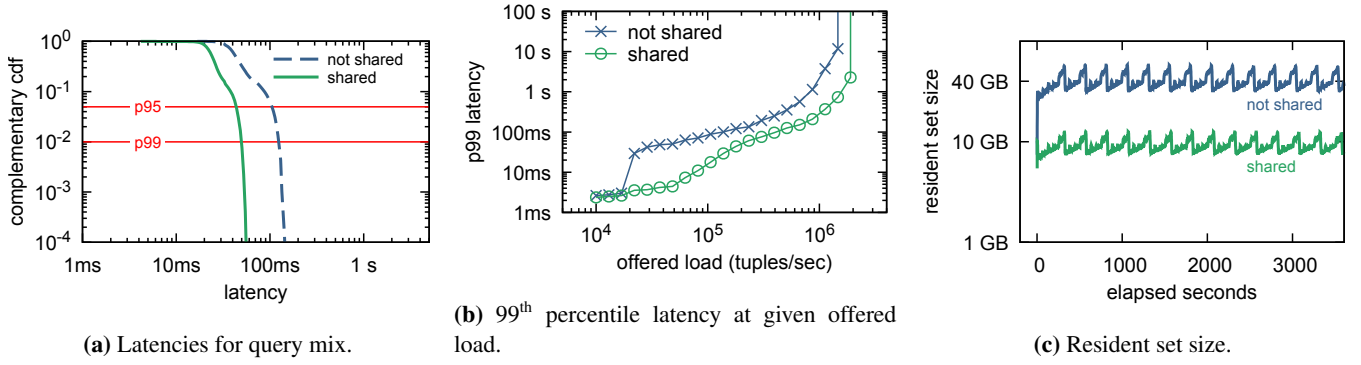 10^0
10^-1
10^-2
10^-3
10^-4
complementary cdf
not shared
shared
p95
p99
1ms 10ms 100ms 1 s
latency
(a) Latencies for query mix.
100 s
10 s
1 s
100ms
10ms
1ms
p99 latency
not shared
shared
10^4 10^5 10^6
offered load (tuples/sec)
(b) 99th percentile latency at given offered
load.
40 GB
10 GB
1 GB
resident set size
not shared
shared
0 1000 2000 3000
elapsed seconds
(c) Resident set size.